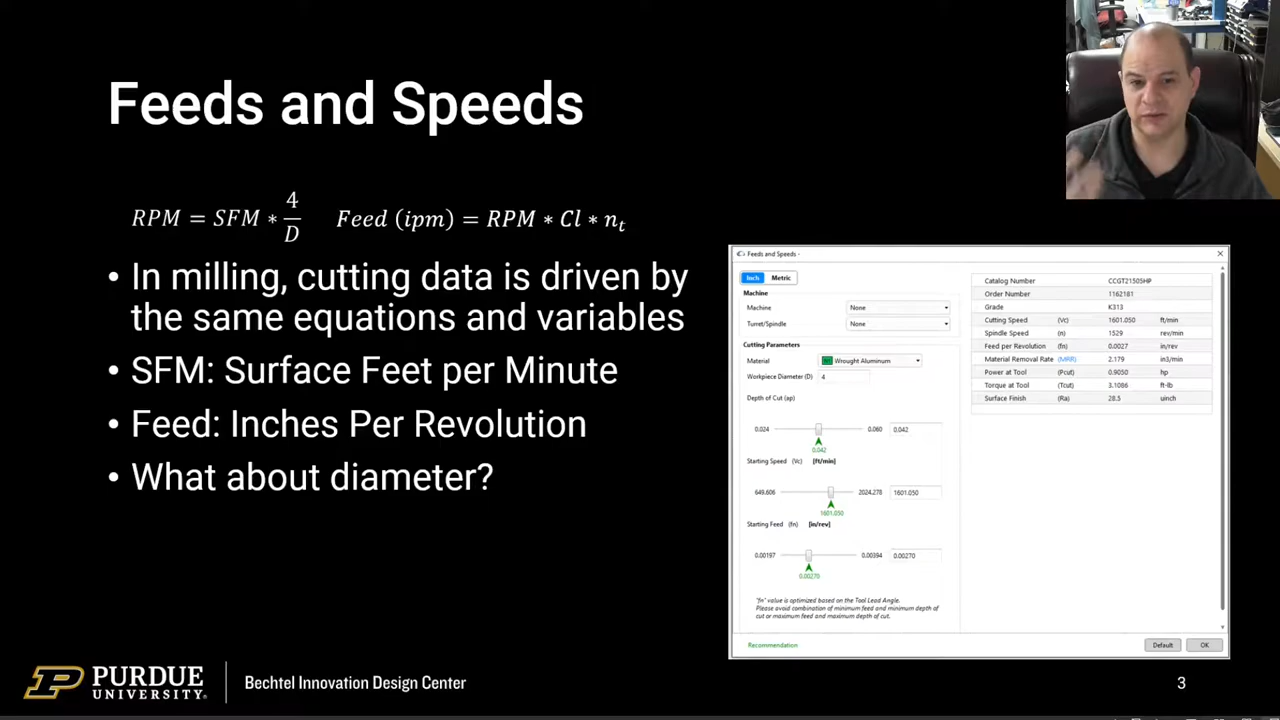 Feeds and Speeds
RPM = SFM * 4/D    Feed (ipm) = RPM * Cl * n_t
• In milling, cutting data is driven by
the same equations and variables
• SFM: Surface Feet per Minute
• Feed: Inches Per Revolution
• What about diameter?
Feeds and Speeds -
Inch Metric
Machine
Machine None
Turret/Spindle None
Cutting Parameters
Material Wrought Aluminum
Workpiece Diameter (D) 4
Depth of Cut (ap)
0.024 0.060 0.042
0.042
Starting Speed (Vc) [ft/min]
649.606 2024.278 1601.050
1601.050
Starting Feed (fn) [in/rev]
0.00197 0.00394 0.00270
0.00270
"fn" value is optimized based on the Tool Lead Angle.
Please avoid combination of minimum feed and minimum depth of
cut or maximum feed and maximum depth of cut.
Catalog Number CCGT21505HP
Order Number 1162181
Grade K313
Cutting Speed (Vc) 1601.050 ft/min
Spindle Speed (n) 1529 rev/min
Feed per Revolution (fn) 0.0027 in/rev
Material Removal Rate (MRR) 2.179 in3/min
Power at Tool (Pcut) 0.9050 hp
Torque at Tool (Tcut) 3.1086 ft-lb
Surface Finish (Ra) 28.5 uinch
Recommendation Default OK
PURDUE
UNIVERSITY
Bechtel Innovation Design Center
3